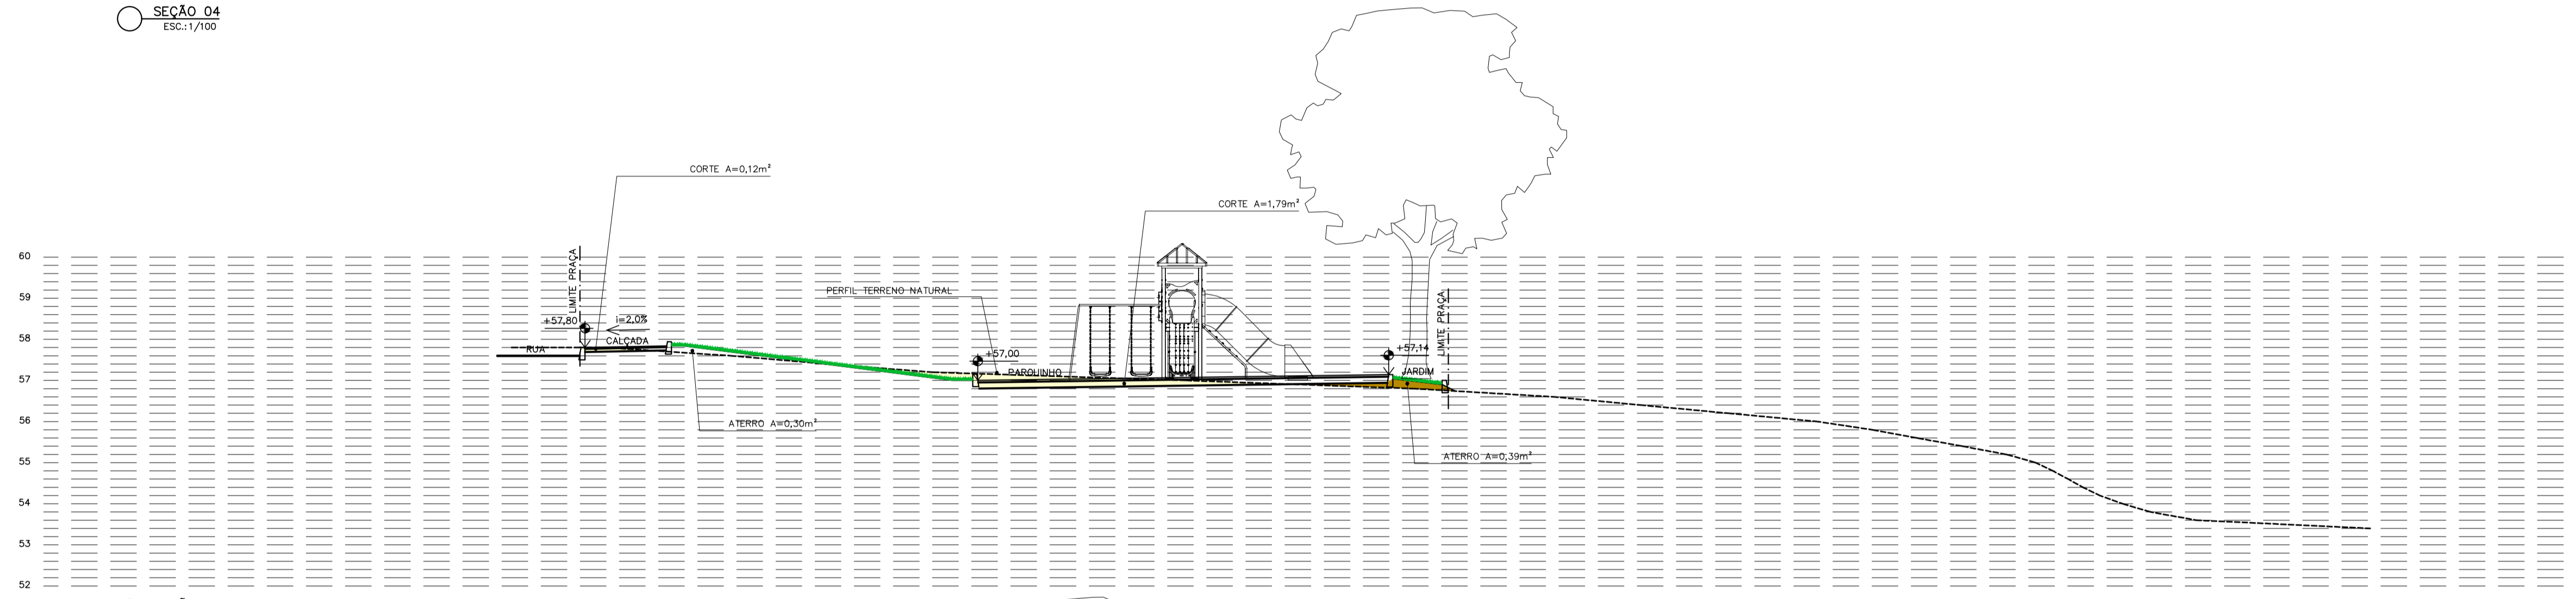 SEÇÃO 04
ESC.:1/100
CORTE A=0,12m²
CORTE A=1,79m²
60
LIMITE PRAÇA
59
PERFIL TERRENO NATURAL
LIMITE PRAÇA
+57,80
i=2,0%
58
RUA
CALÇADA
+57,00
+57,14
57
PARQUINHO
JARDIM
56
ATERRO A=0,30m²
55
ATERRO A=0,39m²
54
53
52